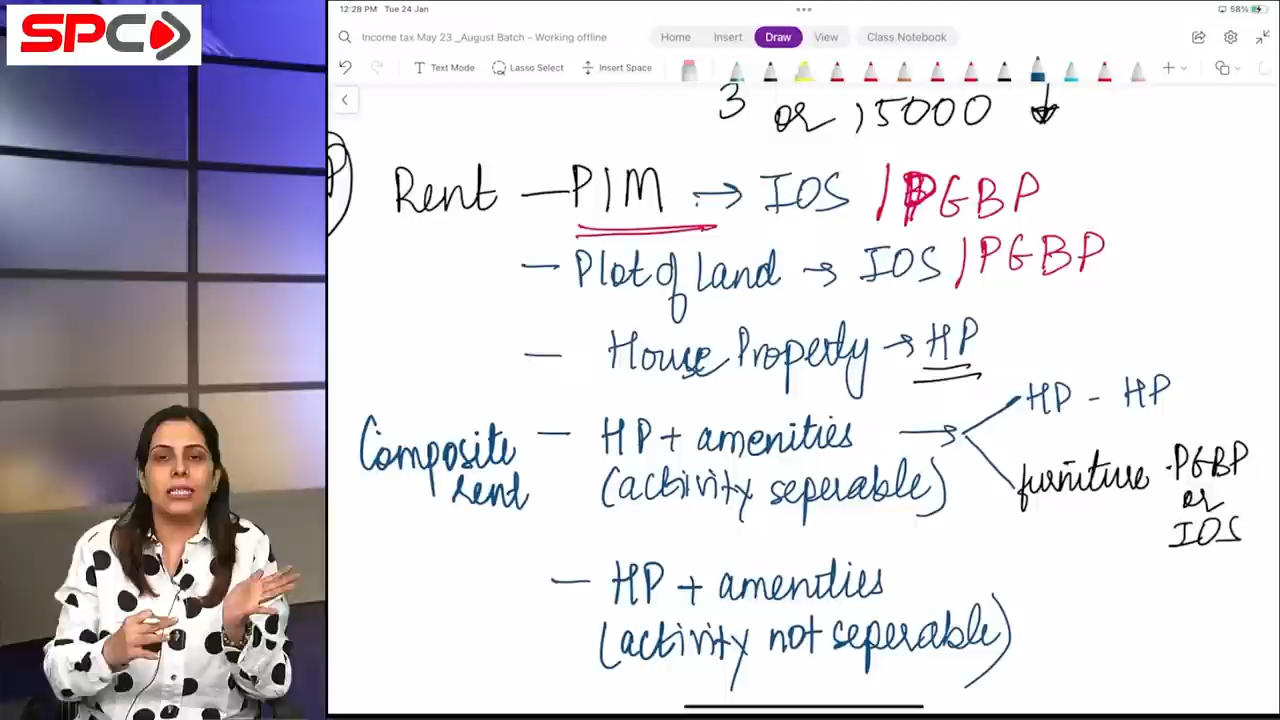 SPC
12:28 PM Tue 24 Jan
58%
Income tax May 23 _August Batch - Working offline
Home Insert Draw View Class Notebook
Text Mode Lasso Select Insert Space
3 or 15000 ↓
P)
Rent — PIM → IOS / PGBP
— Plot of Land → IOS / PGBP
— House Property → HP
Composite rent
— HP + amenities →
(activity seperable)
HP - HP
furniture - PGBP or IOS
— HP + amenities
(activity not seperable)